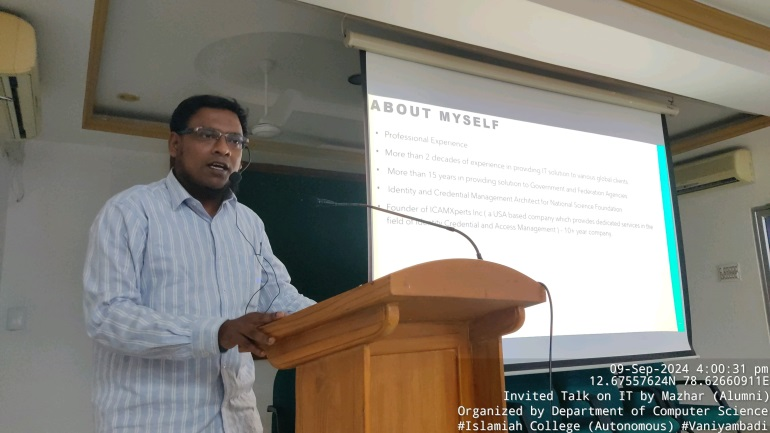 ABOUT MYSELF
• Professional Experience:
• More than 2 decades of experience in providing IT solution to various global clients.
• More than 15 years in providing solution to Government and Federation Agencies
• Identity and Credential Management Architect for National Science Foundation
• Founder of ICAMXperts Inc ( a USA based company which provides dedicated services in the
field of Identity Credential and Access Management ) - 10+ year company.
09-Sep-2024 4:00:31 pm
12.67557624N 78.62660911E
Invited Talk on IT by Mazhar (Alumni)
Organized by Department of Computer Science
#Islamiah College (Autonomous) #Vaniyambadi